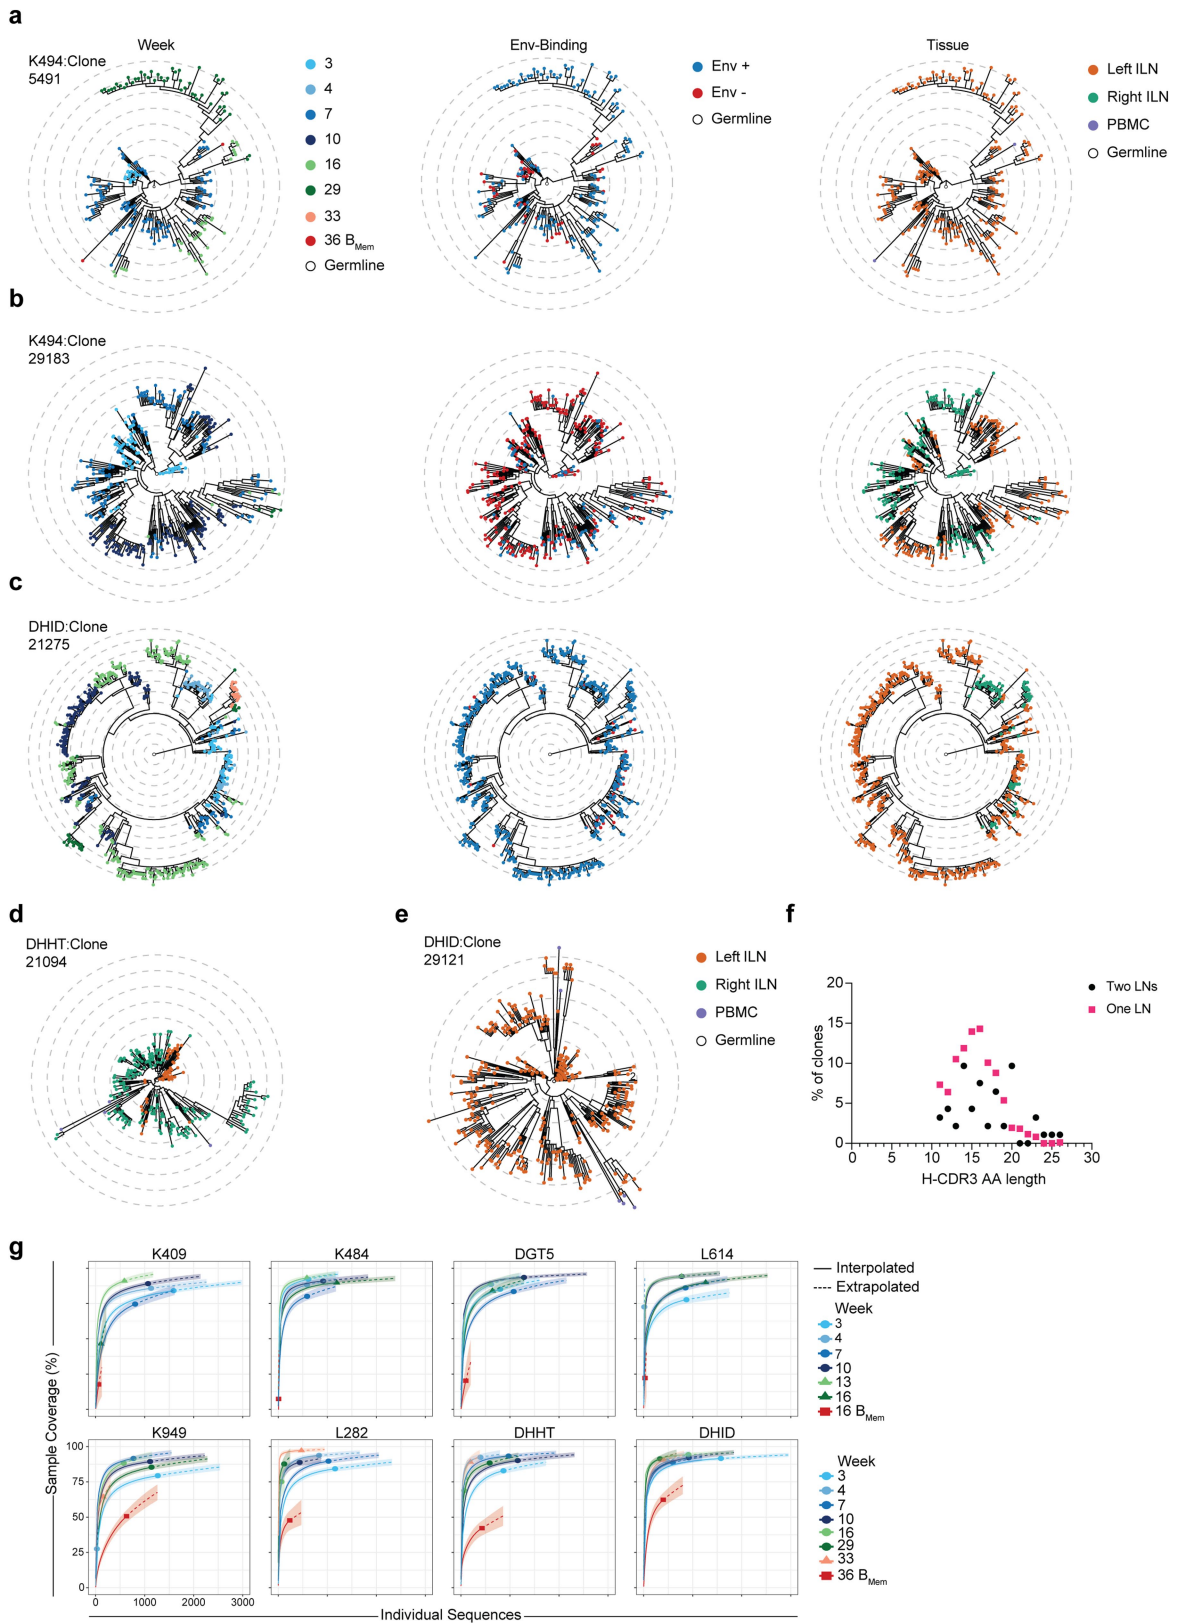 a
Week
Env-Binding
Tissue
K494:Clone
5491
3
4
7
10
16
29
33
36 BMem
Germline
Env +
Env -
Germline
Left ILN
Right ILN
PBMC
Germline
b
K494:Clone
29183
c
DHID:Clone
21275
d
DHHT:Clone
21094
e
DHID:Clone
29121
2
Left ILN
Right ILN
PBMC
Germline
f
20
15
10
5
0
% of clones
0 5 10 15 20 25 30
H-CDR3 AA length
Two LNs
One LN
g
K409
K484
DGT5
L614
Interpolated
Extrapolated
Week
3
4
7
10
13
16
16 BMem
Sample Coverage (%)
K949
L282
DHHT
DHID
100
75
50
25
0
0 1000 2000 3000
Individual Sequences
Week
3
4
7
10
16
29
33
36 BMem